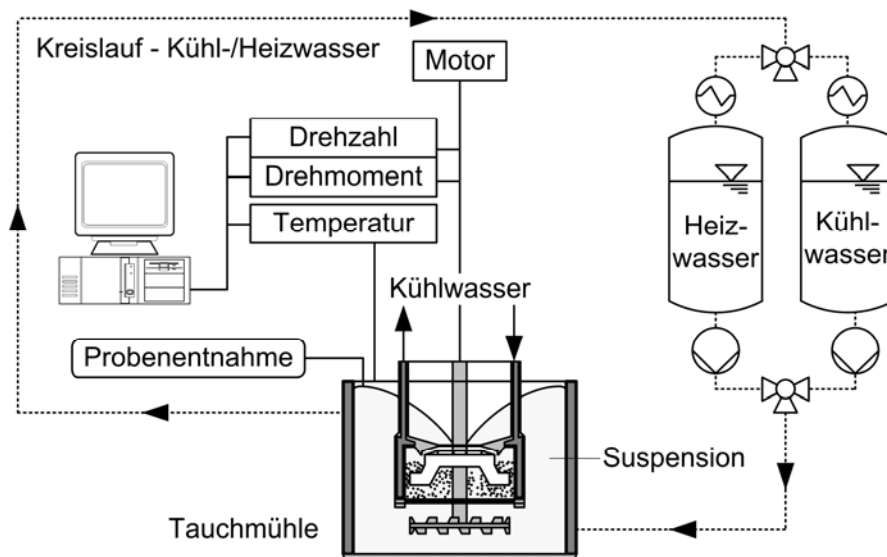 Kreislauf - Kühl-/Heizwasser
Motor
Drehzahl
Drehmoment
Temperatur
Heiz-
wasser
Kühl-
wasser
Kühlwasser
Probenentnahme
Suspension
Tauchmühle